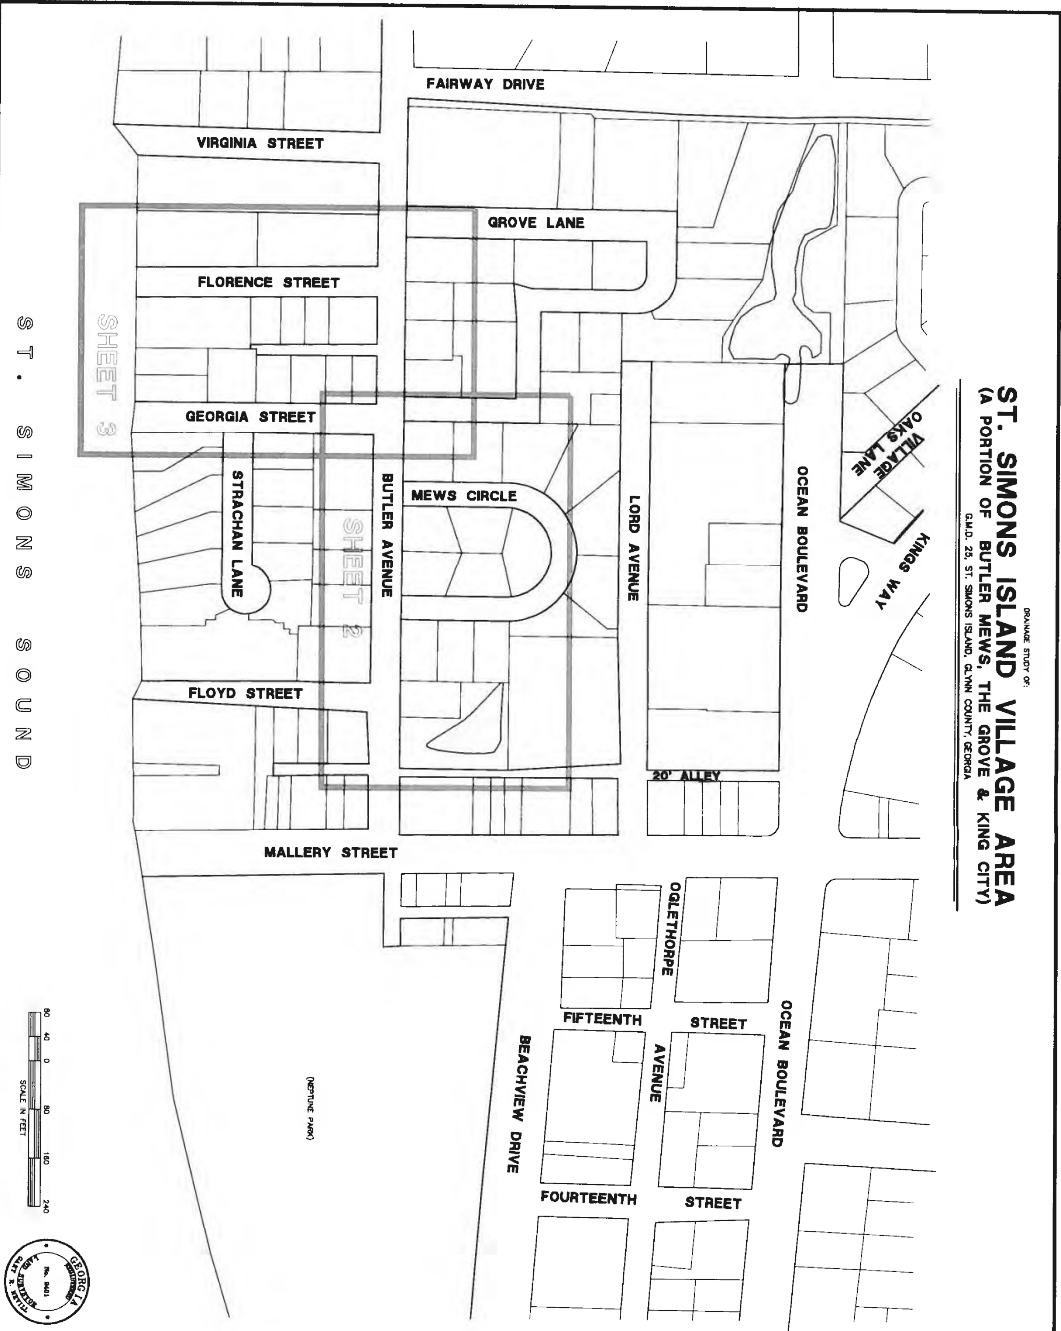 DRAINAGE STUDY OF:
ST. SIMONS ISLAND VILLAGE AREA
(A PORTION OF BUTLER MEWS, THE GROVE & KING CITY)
G.M.D. 25, ST. SIMONS ISLAND, GLYNN COUNTY, GEORGIA
FAIRWAY DRIVE
VIRGINIA STREET
GROVE LANE
FLORENCE STREET
SHEET 3
GEORGIA STREET
VILLAGE
OAKS LANE
KINGS WAY
STRACHAN LANE
BUTLER AVENUE
MEWS CIRCLE
LORD AVENUE
OCEAN BOULEVARD
SHEET 2
FLOYD STREET
20' ALLEY
MALLERY STREET
OGLETHORPE
AVENUE
FIFTEENTH STREET
OCEAN BOULEVARD
BEACHVIEW DRIVE
FOURTEENTH STREET
(NEPTUNE PARK)
ST. SIMONS SOUND
80 40 0 80 160 240
SCALE IN FEET
GEORGIA
REGISTERED
LAND SURVEYOR